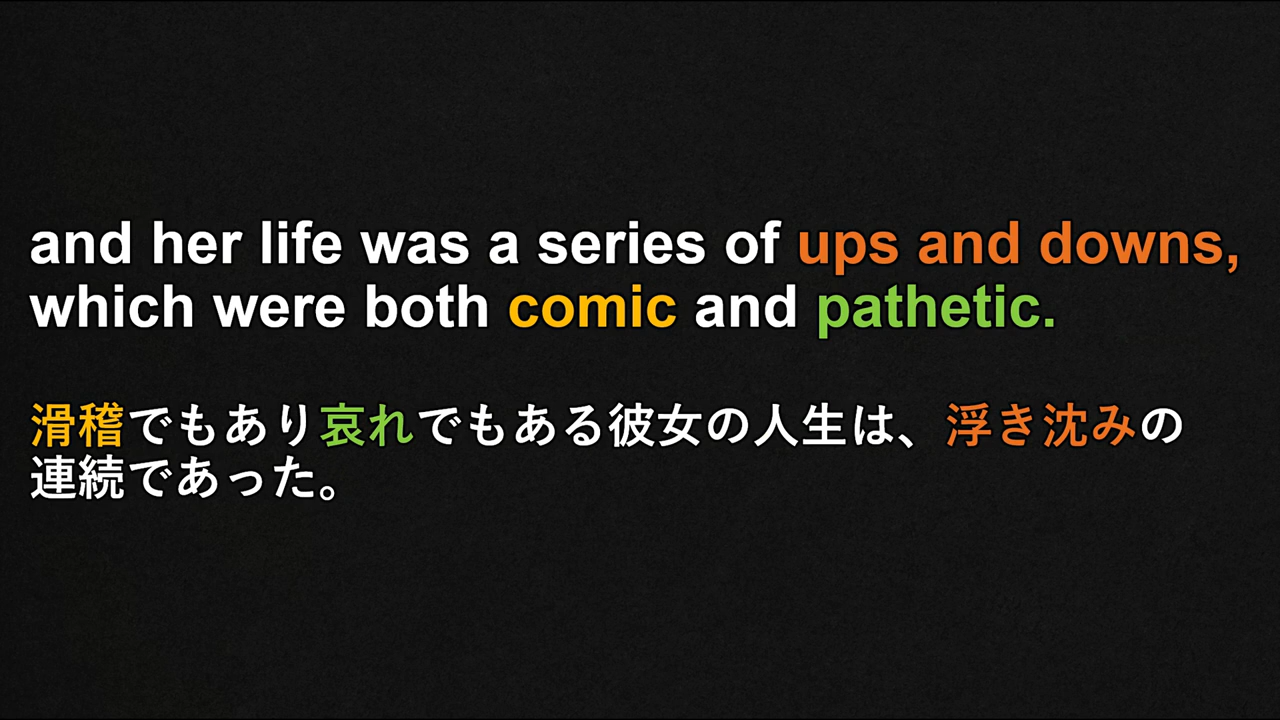 and her life was a series of ups and downs,
which were both comic and pathetic.
滑稽でもあり哀れでもある彼女の人生は、浮き沈みの
連続であった。